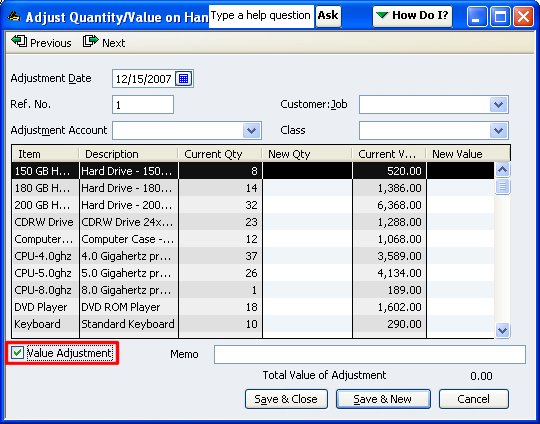 Adjust Quantity/Value on Han Type a help question Ask How Do I?
Previous Next
Adjustment Date 12/15/2007
Ref. No. 1 Customer:Job
Adjustment Account Class
Item Description Current Qty New Qty Current V... New Value
150 GB H... Hard Drive - 150... 8 520.00
180 GB H... Hard Drive - 180... 14 1,386.00
200 GB H... Hard Drive - 200... 32 6,368.00
CDRW Drive CDRW Drive 24x... 23 1,288.00
Computer... Computer Case -... 12 1,068.00
CPU-4.0ghz 4.0 Gigahertz pr... 37 3,589.00
CPU-5.0ghz 5.0 Gigahertz pr... 26 4,134.00
CPU-8.0ghz 8.0 Gigahertz pr... 1 189.00
DVD Player DVD ROM Player 18 1,602.00
Keyboard Standard Keyboard 10 290.00
Value Adjustment Memo
Total Value of Adjustment 0.00
Save & Close Save & New Cancel